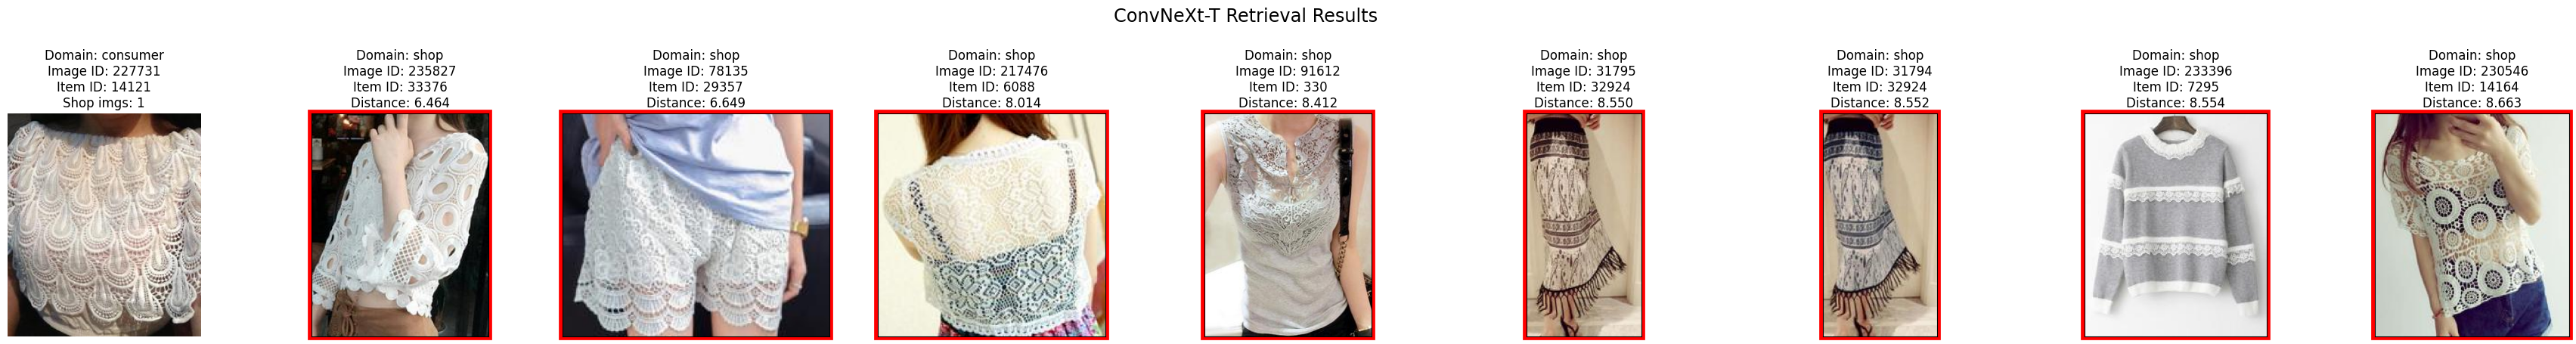 ConvNeXt-T Retrieval Results
Domain: consumer
Image ID: 227731
Item ID: 14121
Shop imgs: 1
Domain: shop
Image ID: 235827
Item ID: 33376
Distance: 6.464
Domain: shop
Image ID: 78135
Item ID: 29357
Distance: 6.649
Domain: shop
Image ID: 217476
Item ID: 6088
Distance: 8.014
Domain: shop
Image ID: 91612
Item ID: 330
Distance: 8.412
Domain: shop
Image ID: 31795
Item ID: 32924
Distance: 8.550
Domain: shop
Image ID: 31794
Item ID: 32924
Distance: 8.552
Domain: shop
Image ID: 233396
Item ID: 7295
Distance: 8.554
Domain: shop
Image ID: 230546
Item ID: 14164
Distance: 8.663